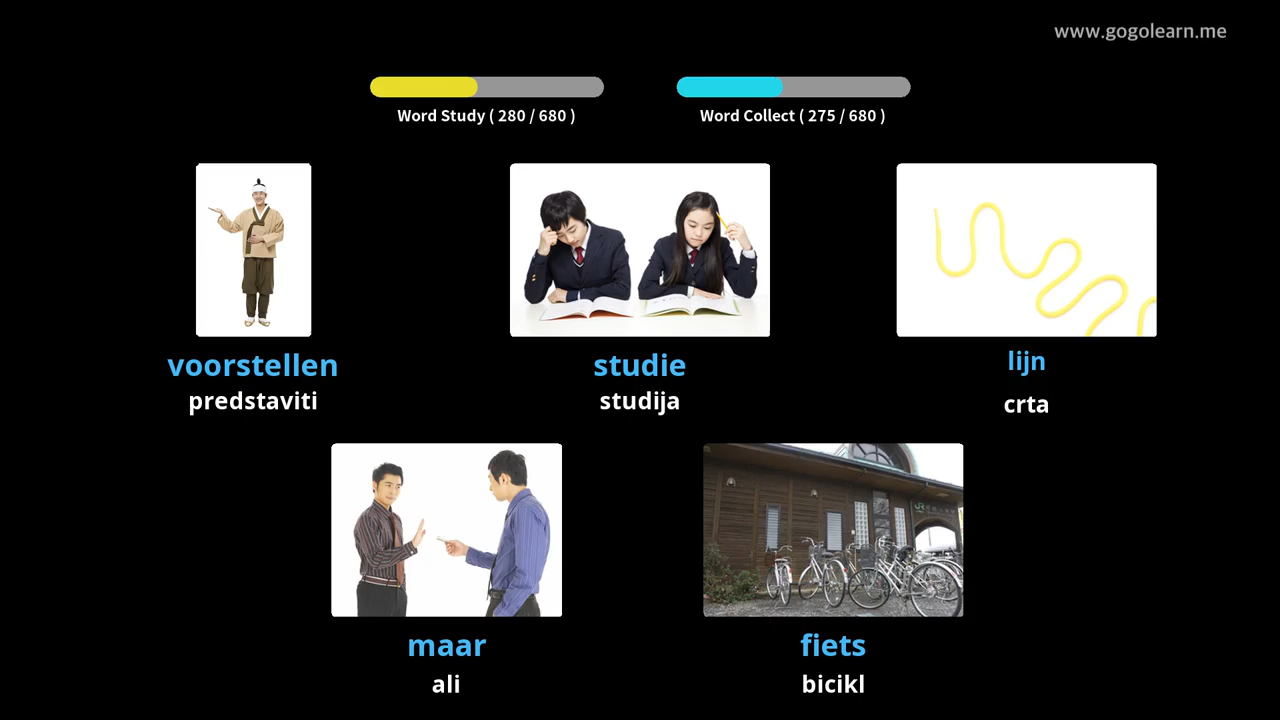 www.gogolearn.me
Word Study ( 280 / 680 )
Word Collect ( 275 / 680 )
voorstellen
predstaviti
studie
studija
lijn
crta
maar
ali
fiets
bicikl